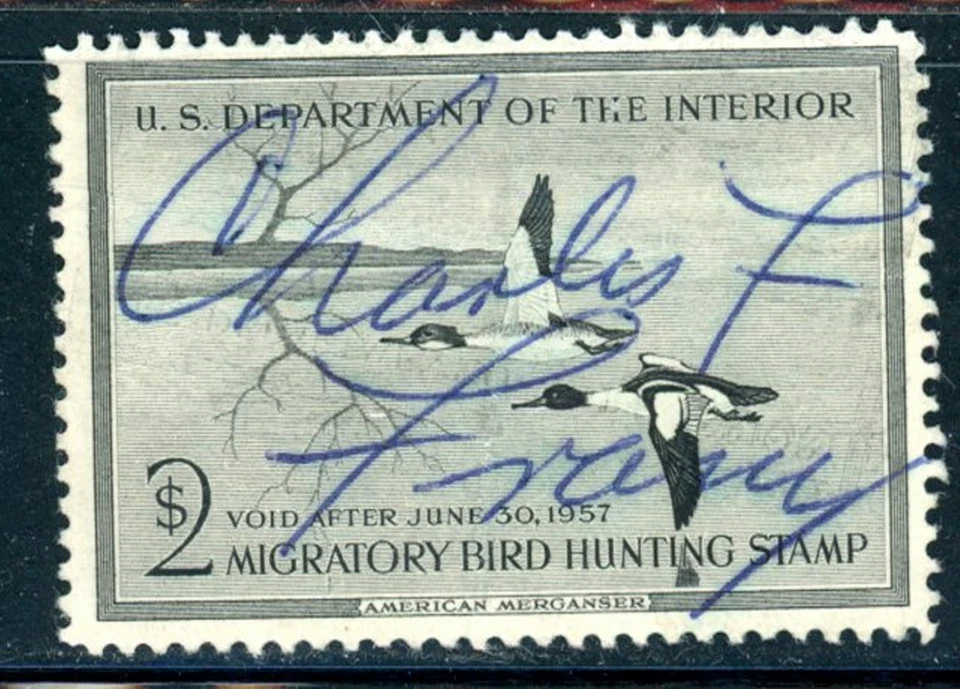 U. S. DEPARTMENT OF THE INTERIOR
Charles F
$2
VOID AFTER JUNE 30, 1957
MIGRATORY BIRD HUNTING STAMP
AMERICAN MERGANSER